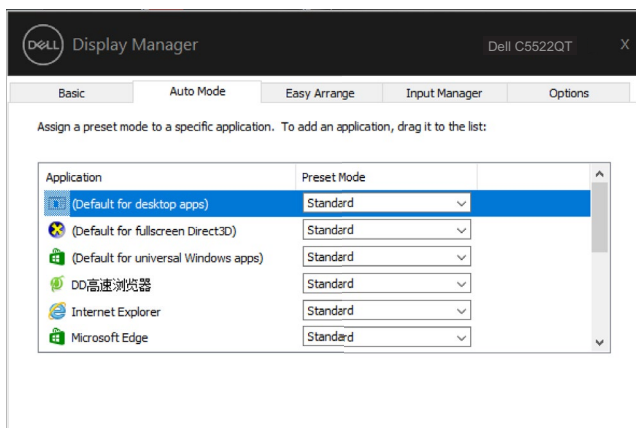 DELL Display Manager Dell C5522QT X
Basic Auto Mode Easy Arrange Input Manager Options
Assign a preset mode to a specific application. To add an application, drag it to the list:
Application Preset Mode
(Default for desktop apps) Standard
(Default for fullscreen Direct3D) Standard
(Default for universal Windows apps) Standard
DD高速浏览器 Standard
Internet Explorer Standard
Microsoft Edge Standard